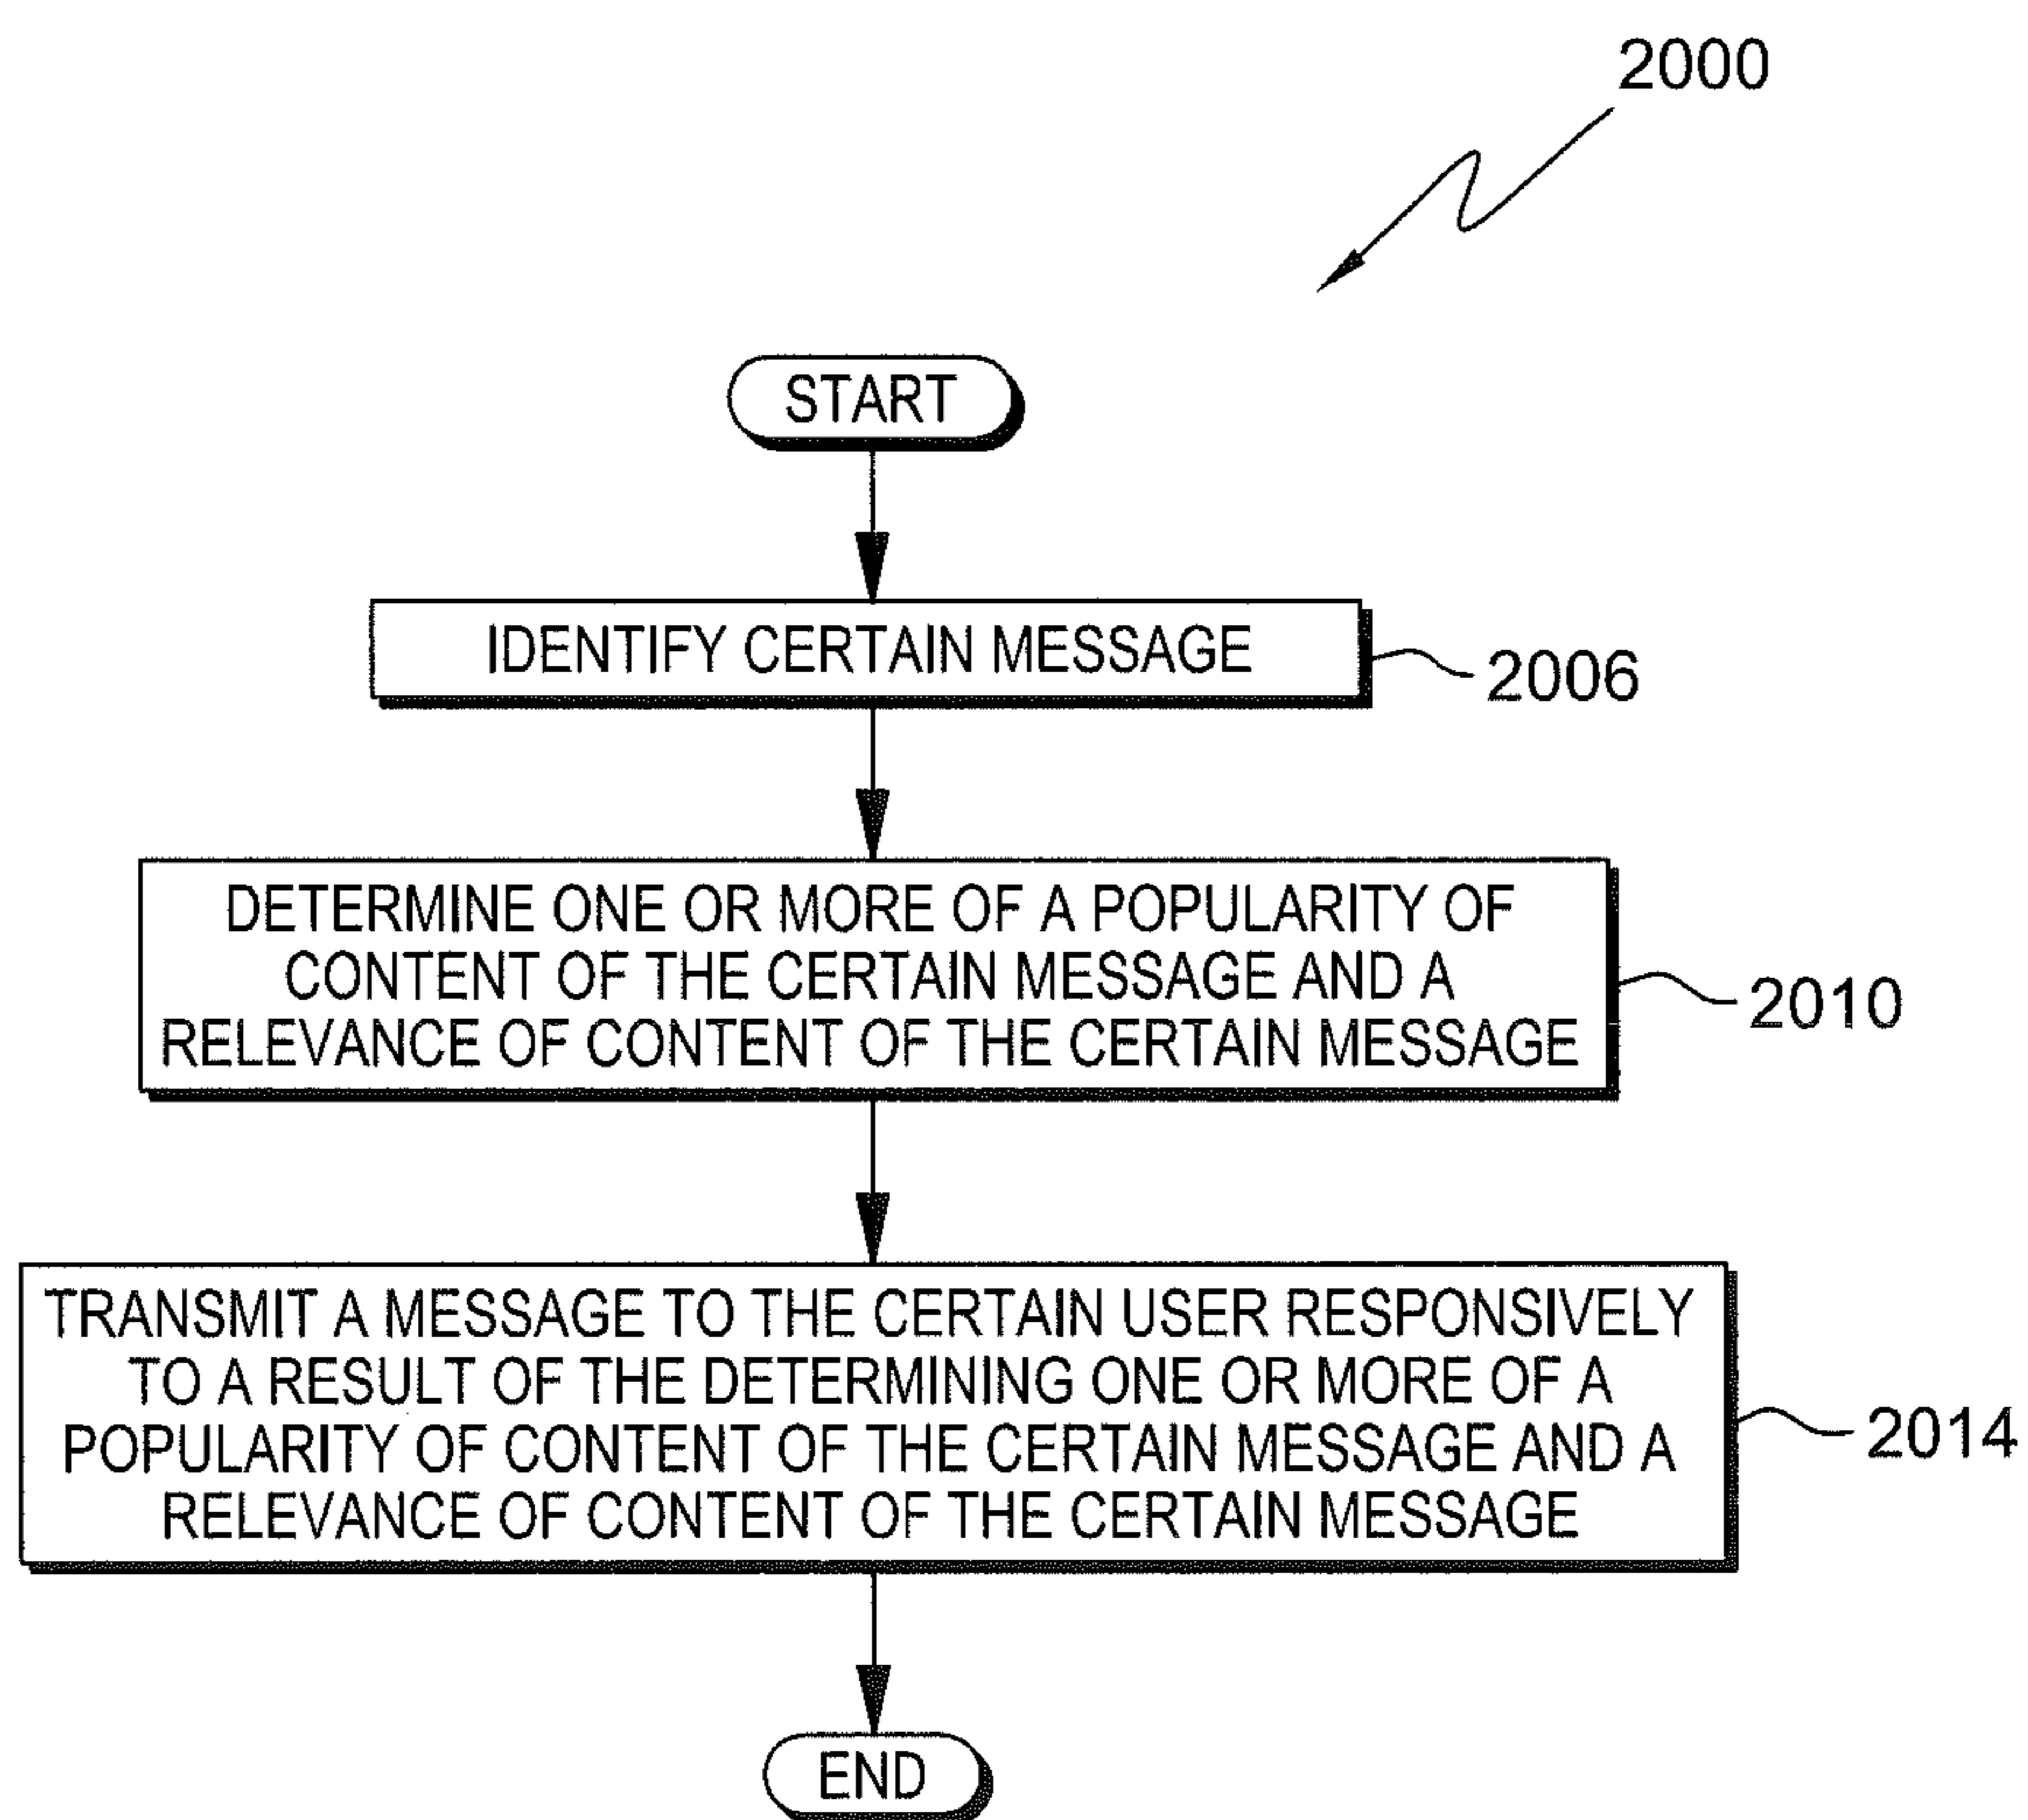 2000
START
IDENTIFY CERTAIN MESSAGE
2006
DETERMINE ONE OR MORE OF A POPULARITY OF
CONTENT OF THE CERTAIN MESSAGE AND A
RELEVANCE OF CONTENT OF THE CERTAIN MESSAGE
2010
TRANSMIT A MESSAGE TO THE CERTAIN USER RESPONSIVELY
TO A RESULT OF THE DETERMINING ONE OR MORE OF A
POPULARITY OF CONTENT OF THE CERTAIN MESSAGE AND A
RELEVANCE OF CONTENT OF THE CERTAIN MESSAGE
2014
END